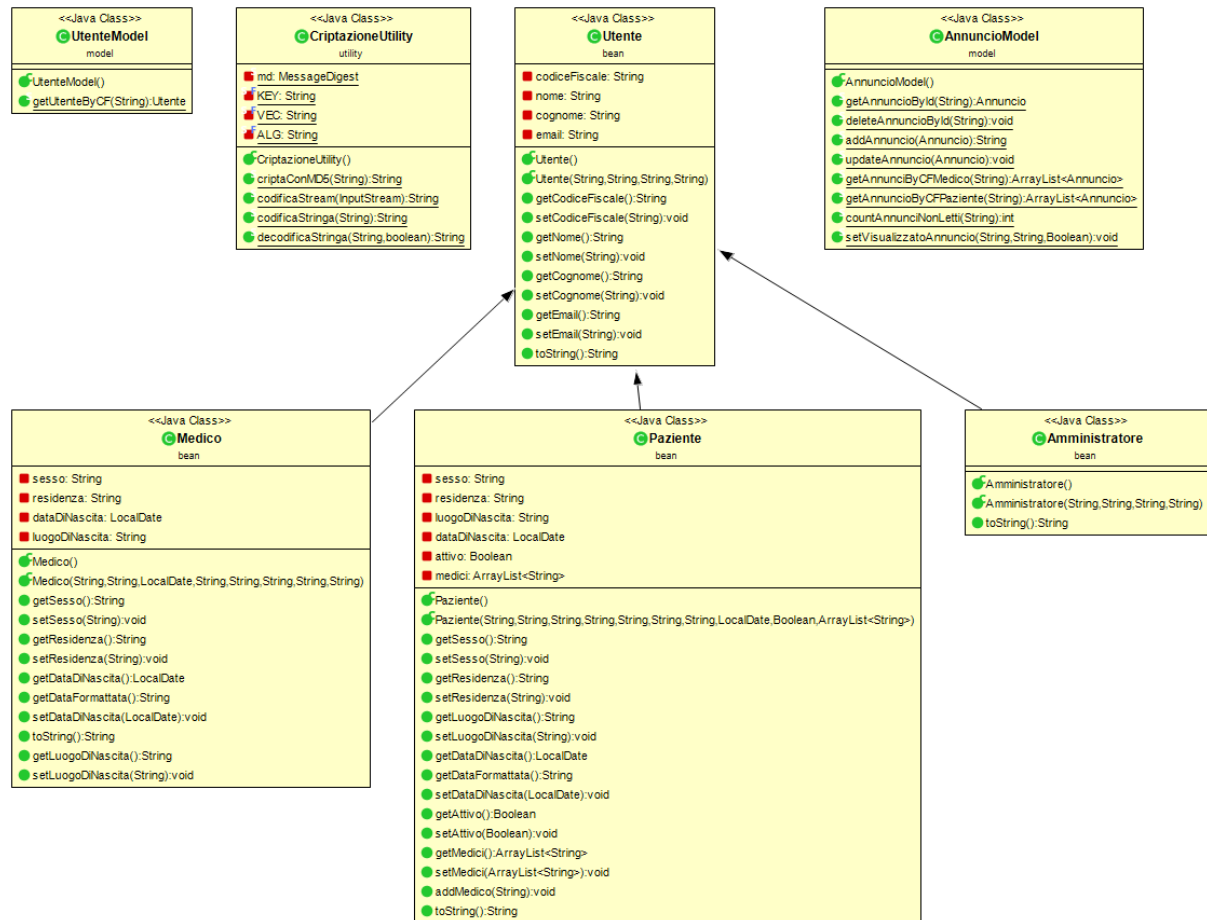 <<Java Class>>
UtenteModel
model
UtenteModel()
getUtenteByCF(String):Utente
<<Java Class>>
CriptazioneUtility
utility
md: MessageDigest
KEY: String
VEC: String
ALG: String
CriptazioneUtility()
criptaConMD5(String):String
codificaStream(InputStream):String
codificaStringa(String):String
decodificaStringa(String,boolean):String
<<Java Class>>
Utente
bean
codiceFiscale: String
nome: String
cognome: String
email: String
Utente()
Utente(String,String,String,String)
getCodiceFiscale():String
setCodiceFiscale(String):void
getNome():String
setNome(String):void
getCognome():String
setCognome(String):void
getEmail():String
setEmail(String):void
toString():String
<<Java Class>>
AnnuncioModel
model
AnnuncioModel()
getAnnuncioById(String):Annuncio
deleteAnnuncioById(String):void
addAnnuncio(Annuncio):String
updateAnnuncio(Annuncio):void
getAnnunciByCFMedico(String):ArrayList<Annuncio>
getAnnuncioByCFPaziente(String):ArrayList<Annuncio>
countAnnunciNonLetti(String):int
setVisualizzatoAnnuncio(String,String,Boolean):void
<<Java Class>>
Medico
bean
sesso: String
residenza: String
dataDiNascita: LocalDate
luogoDiNascita: String
Medico()
Medico(String,String,LocalDate,String,String,String,String,String)
getSesso():String
setSesso(String):void
getResidenza():String
setResidenza(String):void
getDataDiNascita():LocalDate
getDataFormattata():String
setDataDiNascita(LocalDate):void
toString():String
getLuogoDiNascita():String
setLuogoDiNascita(String):void
<<Java Class>>
Paziente
bean
sesso: String
residenza: String
luogoDiNascita: String
dataDiNascita: LocalDate
attivo: Boolean
medici: ArrayList<String>
Paziente()
Paziente(String,String,String,String,String,String,String,LocalDate,Boolean,ArrayList<String>)
getSesso():String
setSesso(String):void
getResidenza():String
setResidenza(String):void
getLuogoDiNascita():String
setLuogoDiNascita(String):void
getDataDiNascita():LocalDate
getDataFormattata():String
setDataDiNascita(LocalDate):void
getAttivo():Boolean
setAttivo(Boolean):void
getMedici():ArrayList<String>
setMedici(ArrayList<String>):void
addMedico(String):void
toString():String
<<Java Class>>
Amministratore
bean
Amministratore()
Amministratore(String,String,String,String)
toString():String